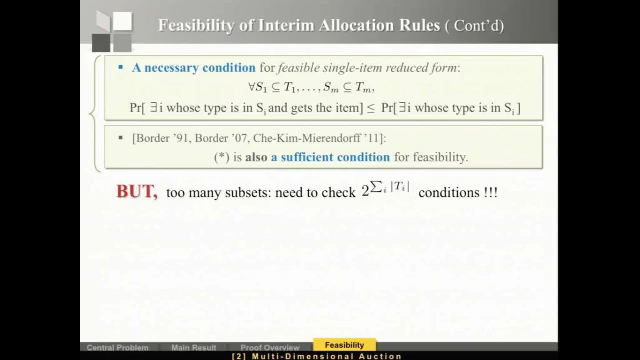 Feasibility of Interim Allocation Rules ( Cont’d)
▪ A necessary condition for feasible single-item reduced form:
∀S₁ ⊆ T₁, . . . , Sₘ ⊆ Tₘ,
Pr[ ∃ i whose type is in Sᵢ and gets the item] ≤ Pr[∃ i whose type is in Sᵢ]
▪ [Border ’91, Border ’07, Che-Kim-Mierendorff ’11]:
(*) is also a sufficient condition for feasibility.
BUT, too many subsets: need to check 2^{∑ᵢ |Tᵢ|} conditions !!!
Central Problem Main Result Proof Overview Feasibility
[2] Multi-Dimensional Auction